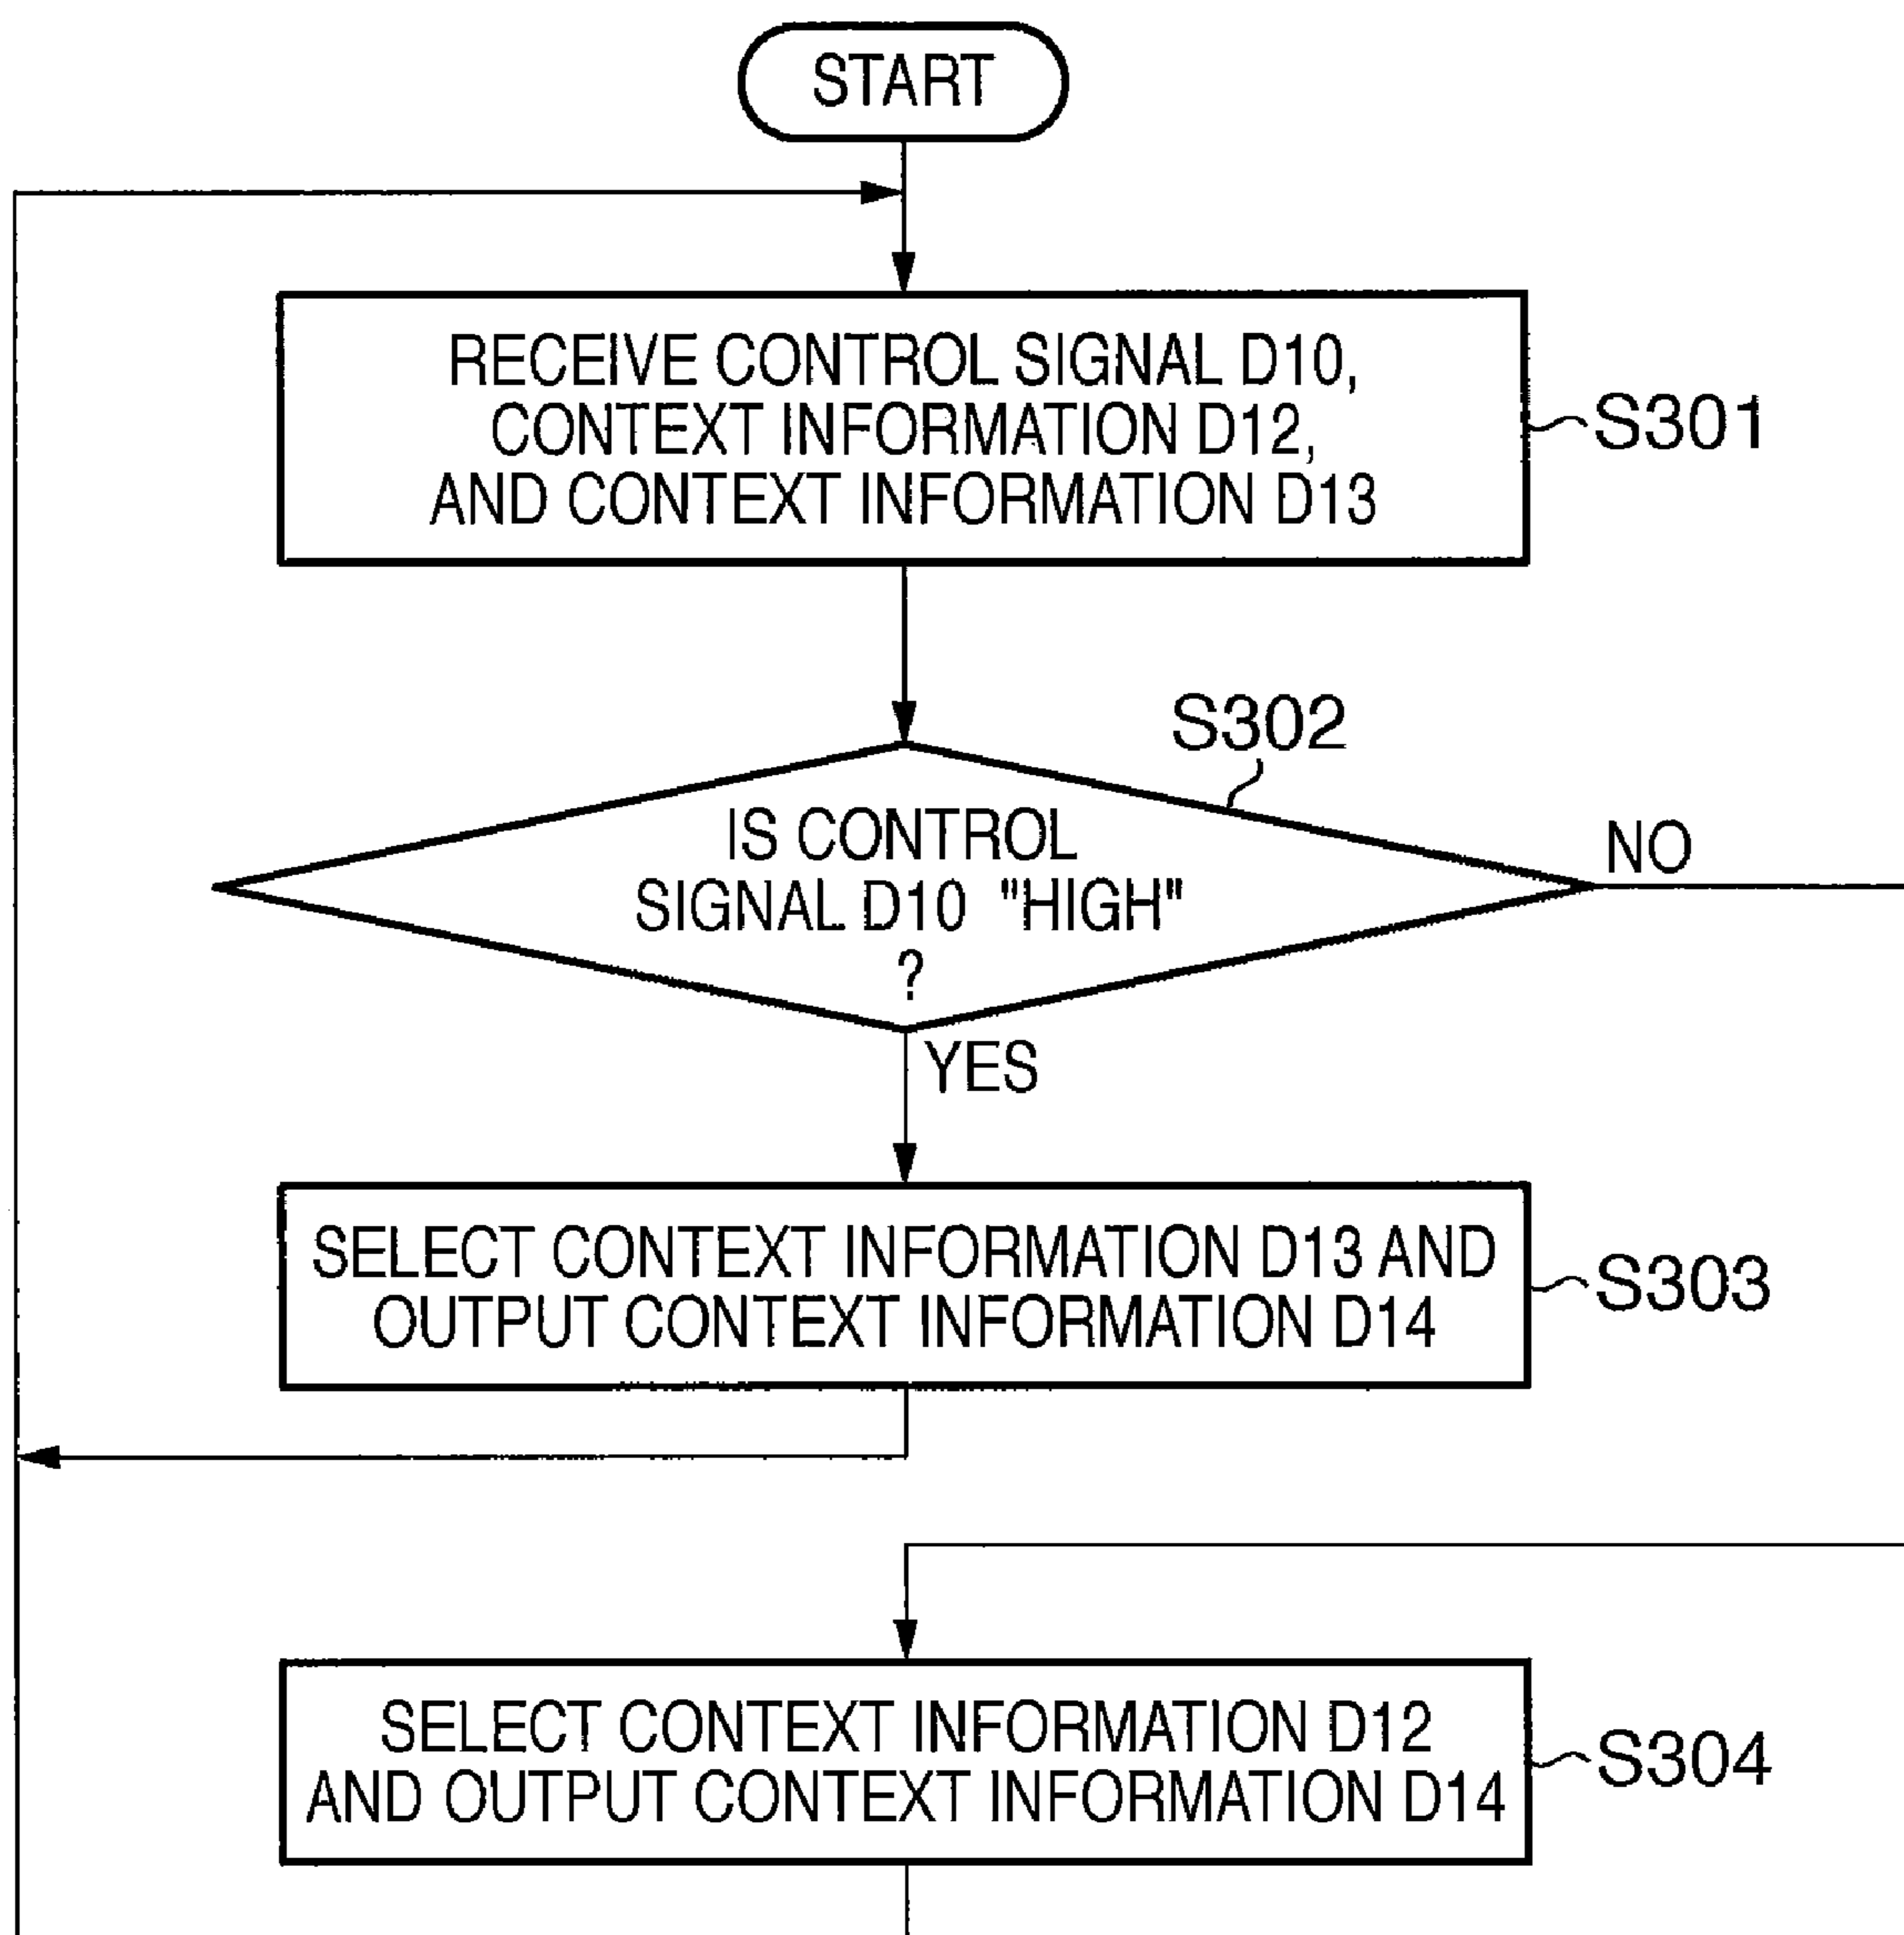 START
RECEIVE CONTROL SIGNAL D10,
CONTEXT INFORMATION D12,
AND CONTEXT INFORMATION D13
S301
S302
IS CONTROL
SIGNAL D10 "HIGH"
?
NO
YES
SELECT CONTEXT INFORMATION D13 AND
OUTPUT CONTEXT INFORMATION D14
S303
SELECT CONTEXT INFORMATION D12
AND OUTPUT CONTEXT INFORMATION D14
S304